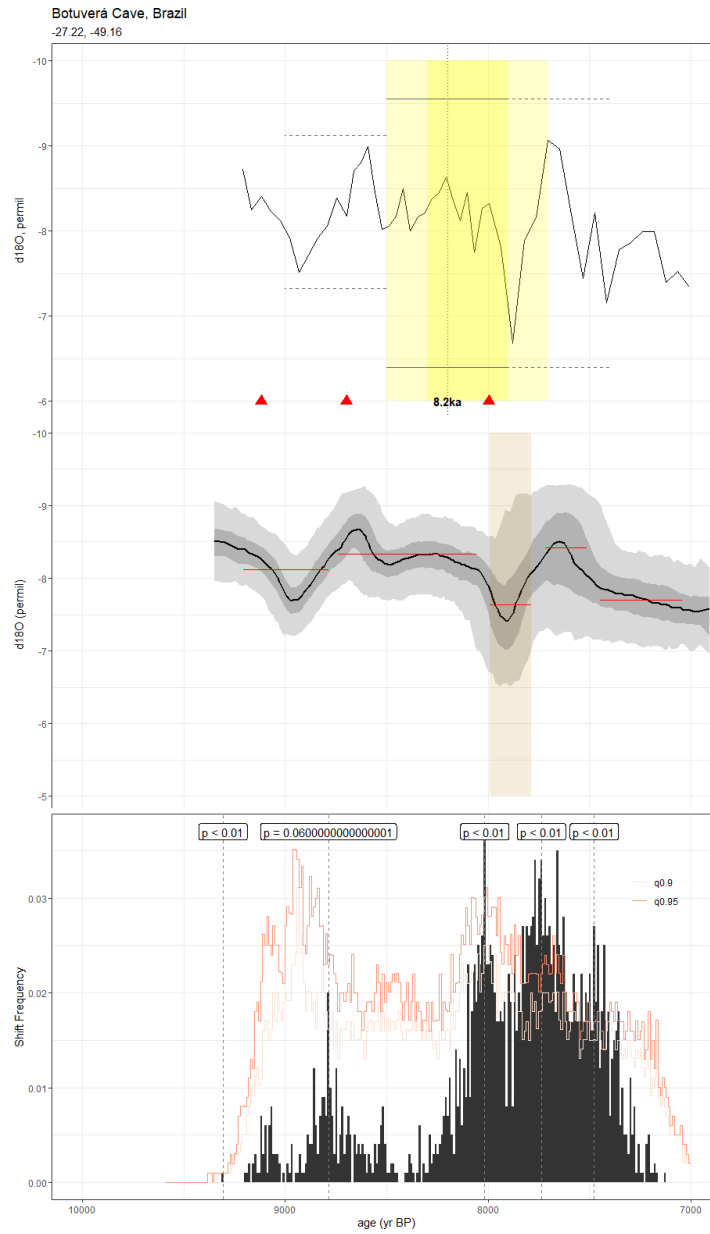 Botuverá Cave, Brazil
-27.22, -49.16
-10
-9
-8
-7
-6
d18O, permil
8.2ka
-10
-9
-8
-7
-6
-5
d18O (permil)
p < 0.01
p = 0.0600000000000001
p < 0.01
p < 0.01
p < 0.01
q0.9
q0.95
0.03
0.02
0.01
0.00
Shift Frequency
10000
9000
8000
7000
age (yr BP)